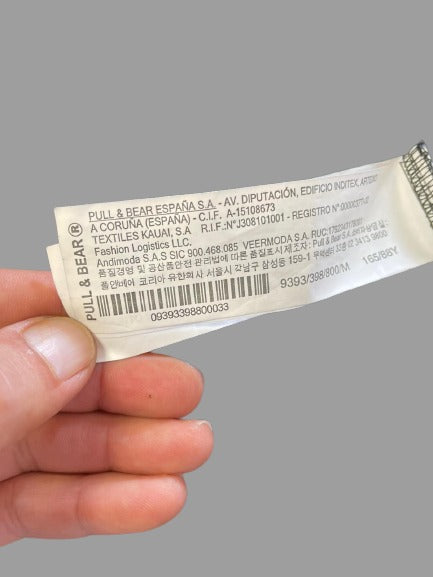 PULL & BEAR®
PULL & BEAR ESPAÑA S.A. - AV. DIPUTACIÓN, EDIFICIO INDITEX, ARTEIXO
A CORUÑA (ESPAÑA) - C.I.F. A-15108673
TEXTILES KAUAI, S.A R.I.F.:N°J308101001 - REGISTRO N°
Fashion Logistics LLC.
Andimoda S.A.S SIC 900.468.085 VEERMODA S.A. RUC:
품질경영 및 공산품안전 관리법에 따른 품질표시제조자: Pull & Bear S.A.
풀앤베어 코리아 유한회사 서울시 강남구 삼성동 159-1
09393398800033
9393/398/800/M 165/86Y